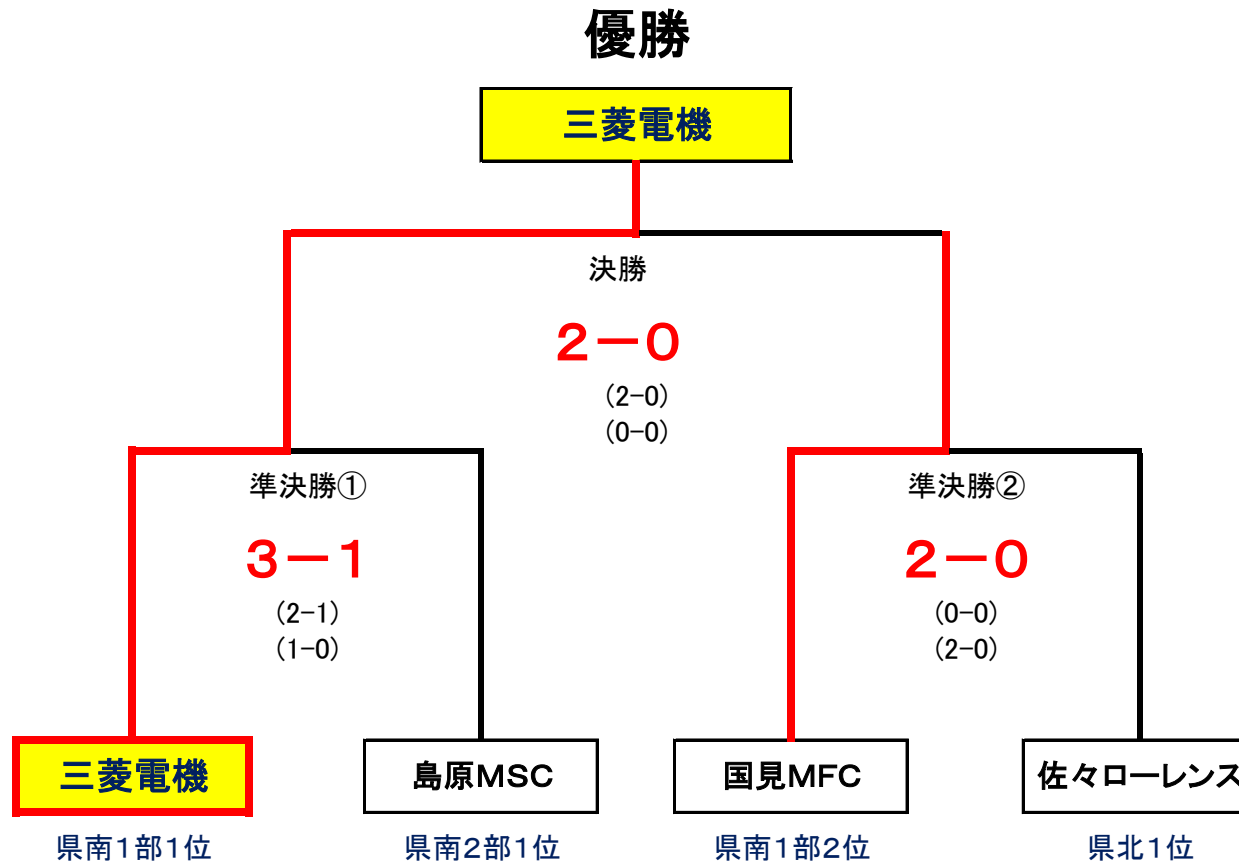 優勝
三菱電機
決勝
2－0
(2-0)
(0-0)
準決勝①
準決勝②
3－1
2－0
(2-1)
(0-0)
(1-0)
(2-0)
三菱電機
島原MSC
国見MFC
佐々ローレンス
県南1部1位
県南2部1位
県南1部2位
県北1位